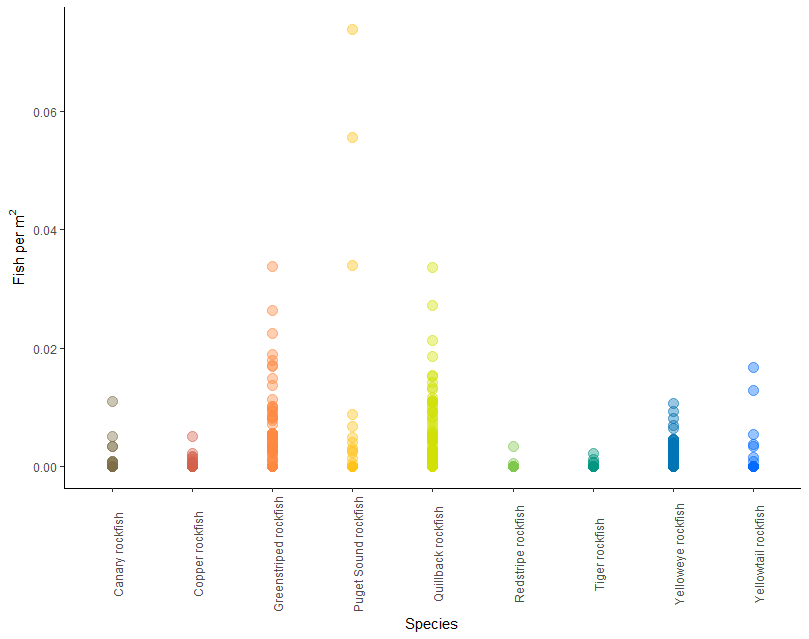 Fish per m²
0.06
0.04
0.02
0.00
Canary rockfish
Copper rockfish
Greenstriped rockfish
Puget Sound rockfish
Quillback rockfish
Redstripe rockfish
Tiger rockfish
Yelloweye rockfish
Yellowtail rockfish
Species